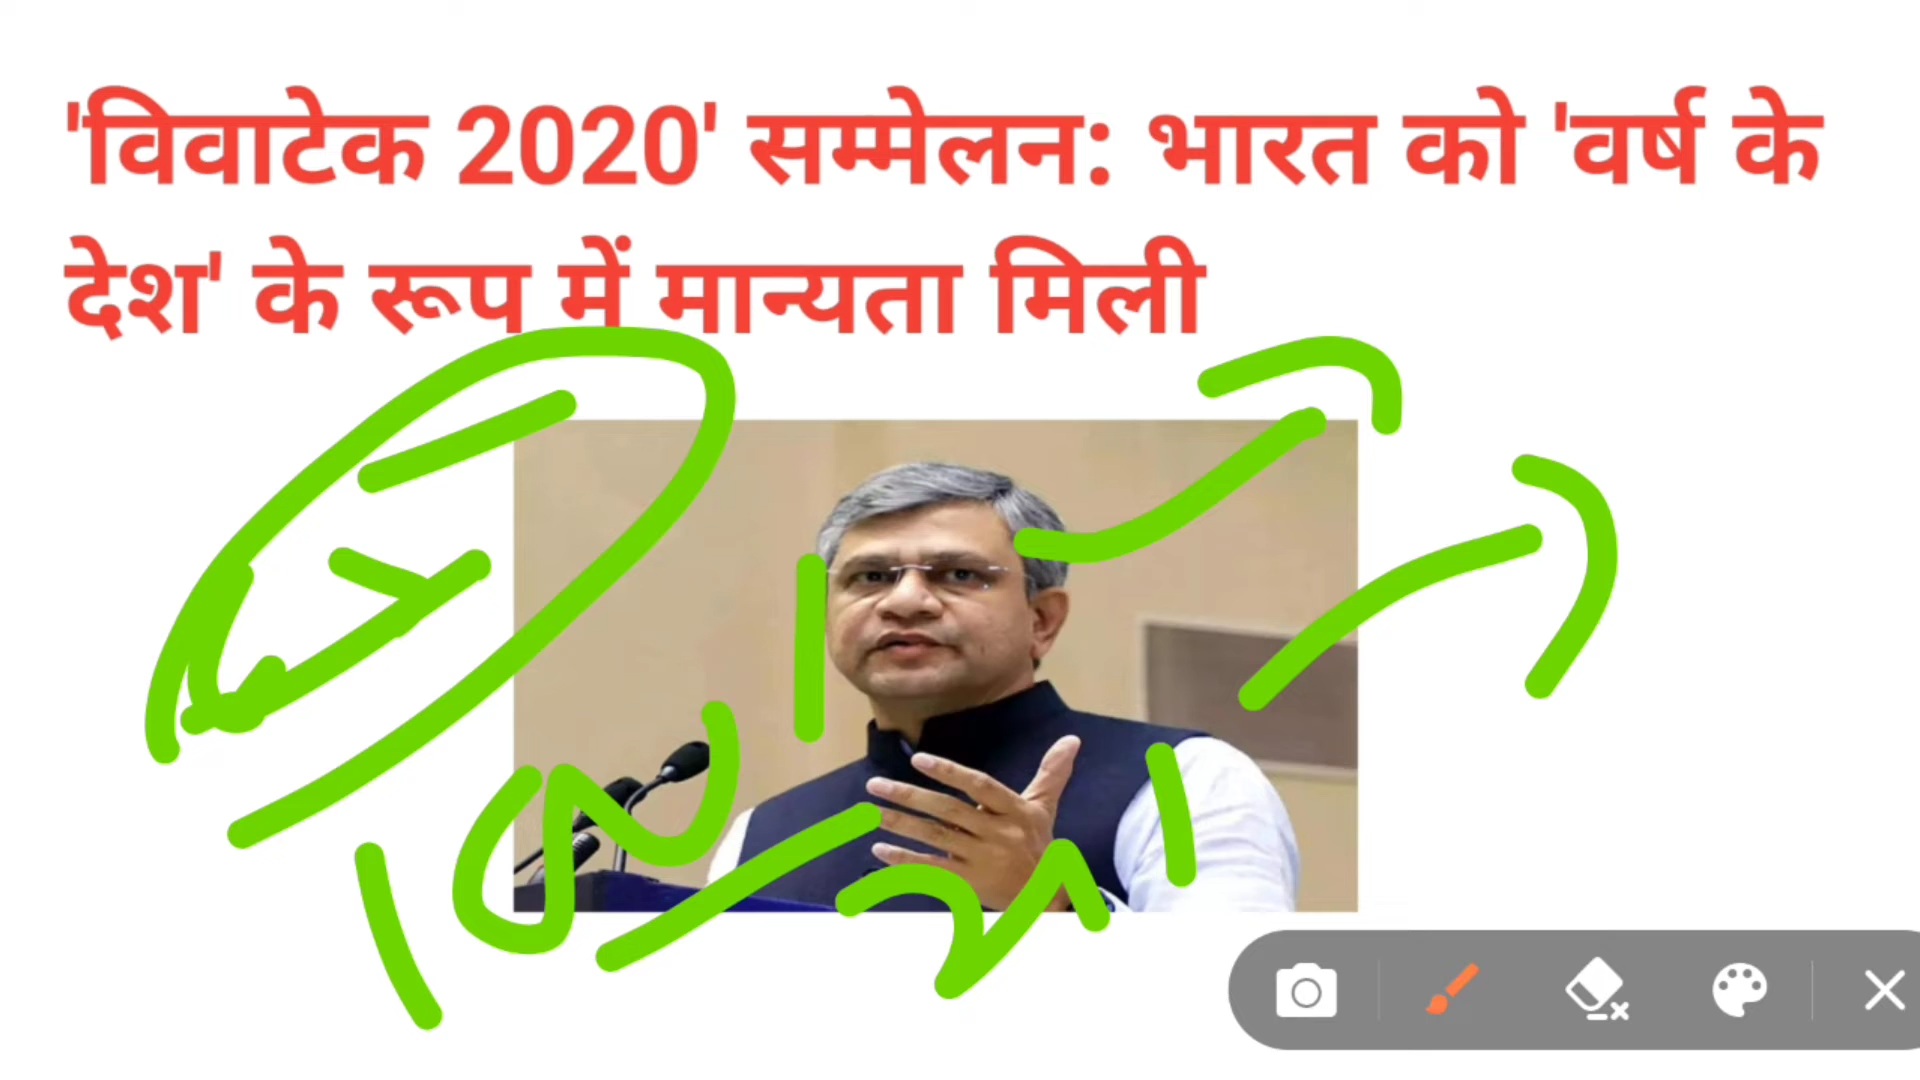 'विवाटेक 2020' सम्मेलन: भारत को 'वर्ष के
देश' के रूप में मान्यता मिली